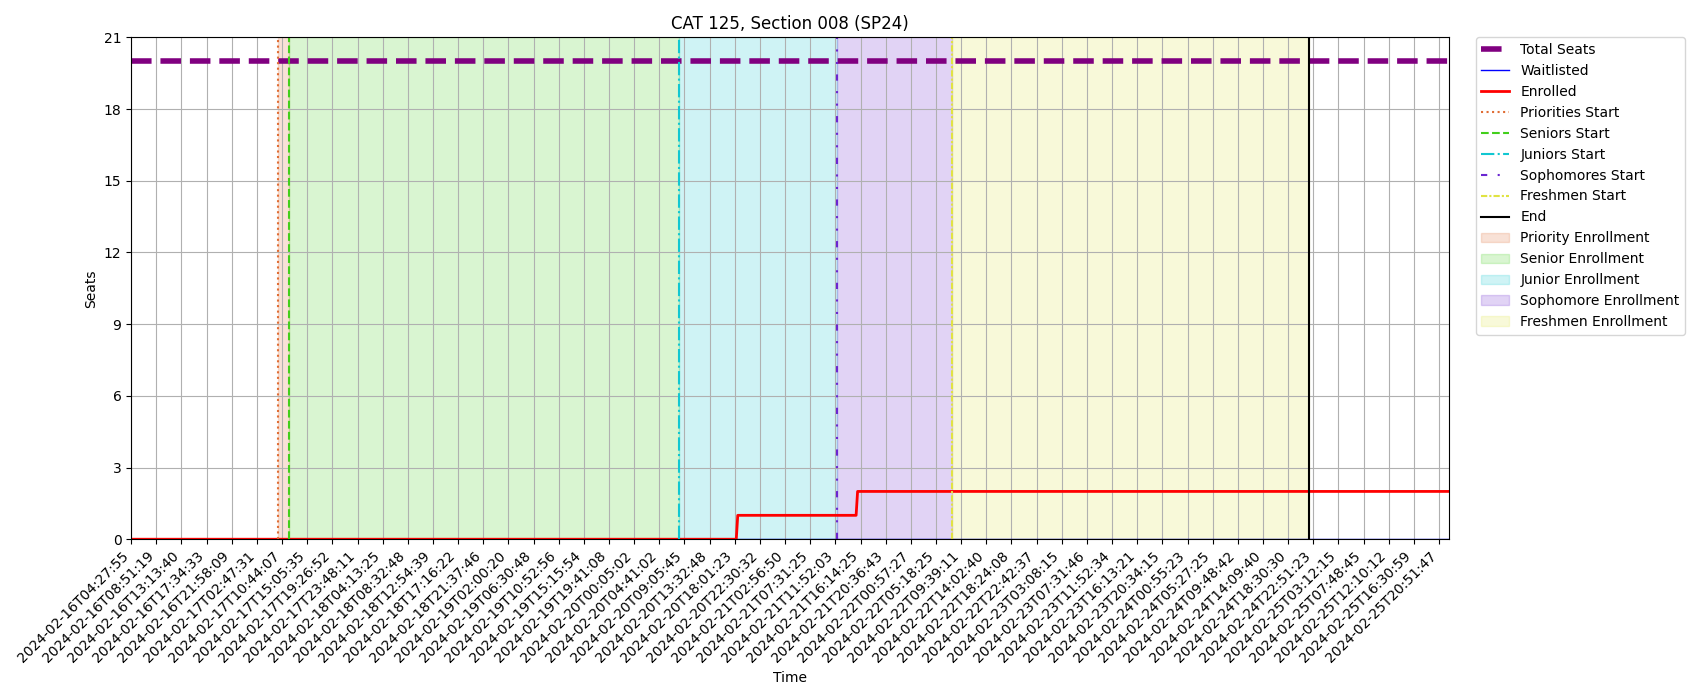 CAT 125, Section 008 (SP24)
21
18
15
12
9
6
3
0
Seats
2024-02-16T04:27:55
2024-02-16T08:51:19
2024-02-16T13:13:40
2024-02-16T17:34:33
2024-02-16T21:58:09
2024-02-17T02:47:31
2024-02-17T10:44:07
2024-02-17T15:05:35
2024-02-17T19:26:52
2024-02-17T23:48:11
2024-02-18T04:13:25
2024-02-18T08:32:48
2024-02-18T12:54:39
2024-02-18T17:16:22
2024-02-18T21:37:46
2024-02-19T02:00:20
2024-02-19T06:30:48
2024-02-19T10:52:56
2024-02-19T15:15:54
2024-02-19T19:41:08
2024-02-20T00:05:02
2024-02-20T04:41:02
2024-02-20T09:05:45
2024-02-20T13:32:48
2024-02-20T18:01:23
2024-02-20T22:30:32
2024-02-21T02:56:50
2024-02-21T07:31:25
2024-02-21T11:52:03
2024-02-21T16:14:25
2024-02-21T20:36:43
2024-02-22T00:57:27
2024-02-22T05:18:25
2024-02-22T09:39:11
2024-02-22T14:02:40
2024-02-22T18:24:08
2024-02-22T22:42:37
2024-02-23T03:08:15
2024-02-23T07:31:46
2024-02-23T11:52:34
2024-02-23T16:13:21
2024-02-23T20:34:15
2024-02-24T00:55:23
2024-02-24T05:27:25
2024-02-24T09:48:42
2024-02-24T14:09:40
2024-02-24T18:30:30
2024-02-24T22:51:23
2024-02-25T03:12:15
2024-02-25T07:48:45
2024-02-25T12:10:12
2024-02-25T16:30:59
2024-02-25T20:51:47
Time
Total Seats
Waitlisted
Enrolled
Priorities Start
Seniors Start
Juniors Start
Sophomores Start
Freshmen Start
End
Priority Enrollment
Senior Enrollment
Junior Enrollment
Sophomore Enrollment
Freshmen Enrollment